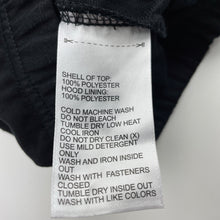 SHELL OF TOP:
100% POLYESTER
HOOD LINING:
100% POLYESTER
COLD MACHINE WASH
DO NOT BLEACH
TUMBLE DRY LOW HEAT
COOL IRON
DO NOT DRY CLEAN (X)
USE MILD DETERGENT
ONLY
WASH AND IRON INSIDE
OUT
WASH WITH FASTENERS
CLOSED
TUMBLE DRY INSIDE OUT
WASH WITH LIKE COLORS